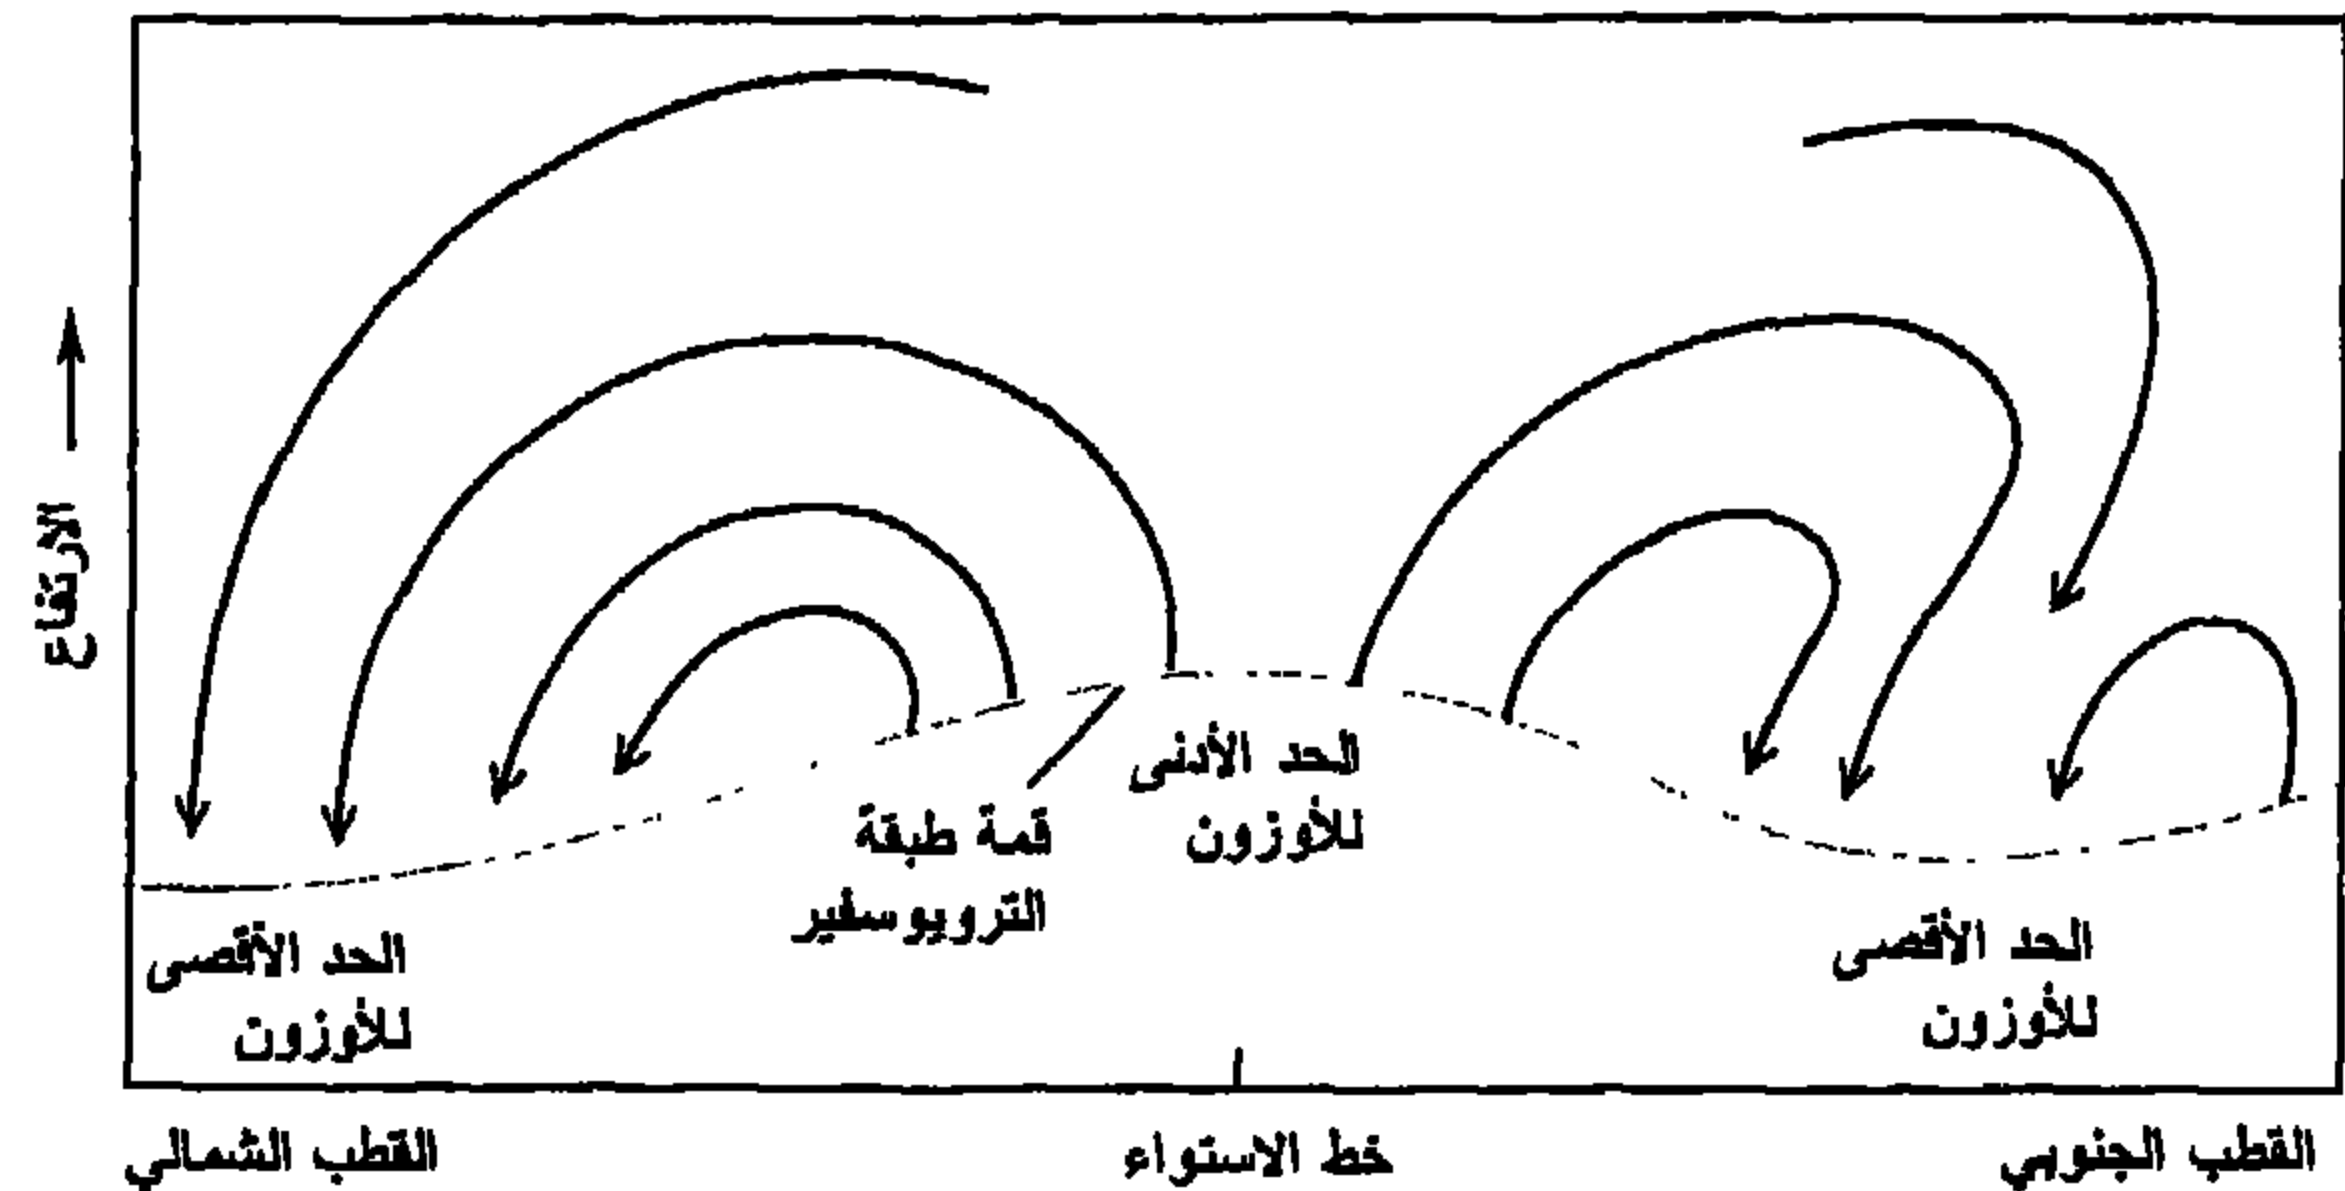 الارتفاع
الحد الأدنى
للأوزون
قمة طبقة
التروبوسفير
الحد الأقصى
للأوزون
الحد الأقصى
للأوزون
القطب الجنوبي
خط الاستواء
القطب الشمالي